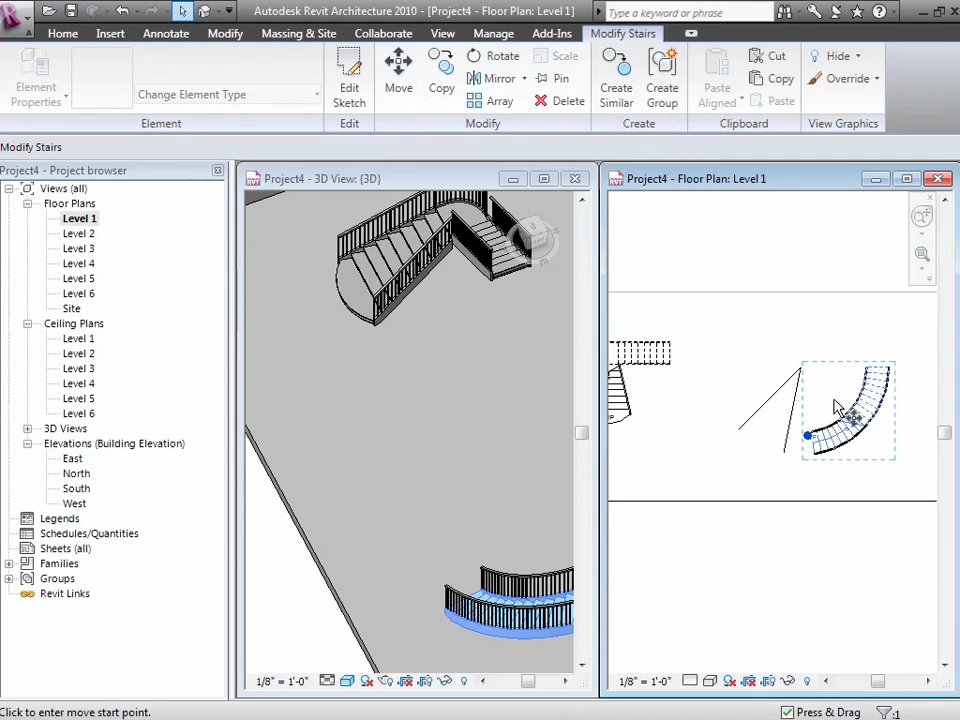 Autodesk Revit Architecture 2010 - [Project4 - Floor Plan: Level 1]
Type a keyword or phrase
Home Insert Annotate Modify Massing & Site Collaborate View Manage Add-Ins Modify Stairs
Element Properties
Change Element Type
Edit Sketch
Move
Copy
Rotate
Mirror
Array
Scale
Pin
Delete
Create Similar
Create Group
Paste Aligned
Cut
Copy
Paste
Hide
Override
Element Edit Modify Create Clipboard View Graphics
Modify Stairs
Project4 - Project browser
Views (all)
Floor Plans
Level 1
Level 2
Level 3
Level 4
Level 5
Level 6
Site
Ceiling Plans
Level 1
Level 2
Level 3
Level 4
Level 5
Level 6
3D Views
Elevations (Building Elevation)
East
North
South
West
Legends
Schedules/Quantities
Sheets (all)
Families
Groups
Revit Links
Project4 - 3D View: {3D}
Project4 - Floor Plan: Level 1
1/8" = 1'-0"
1/8" = 1'-0"
Click to enter move start point.
Press & Drag
:1